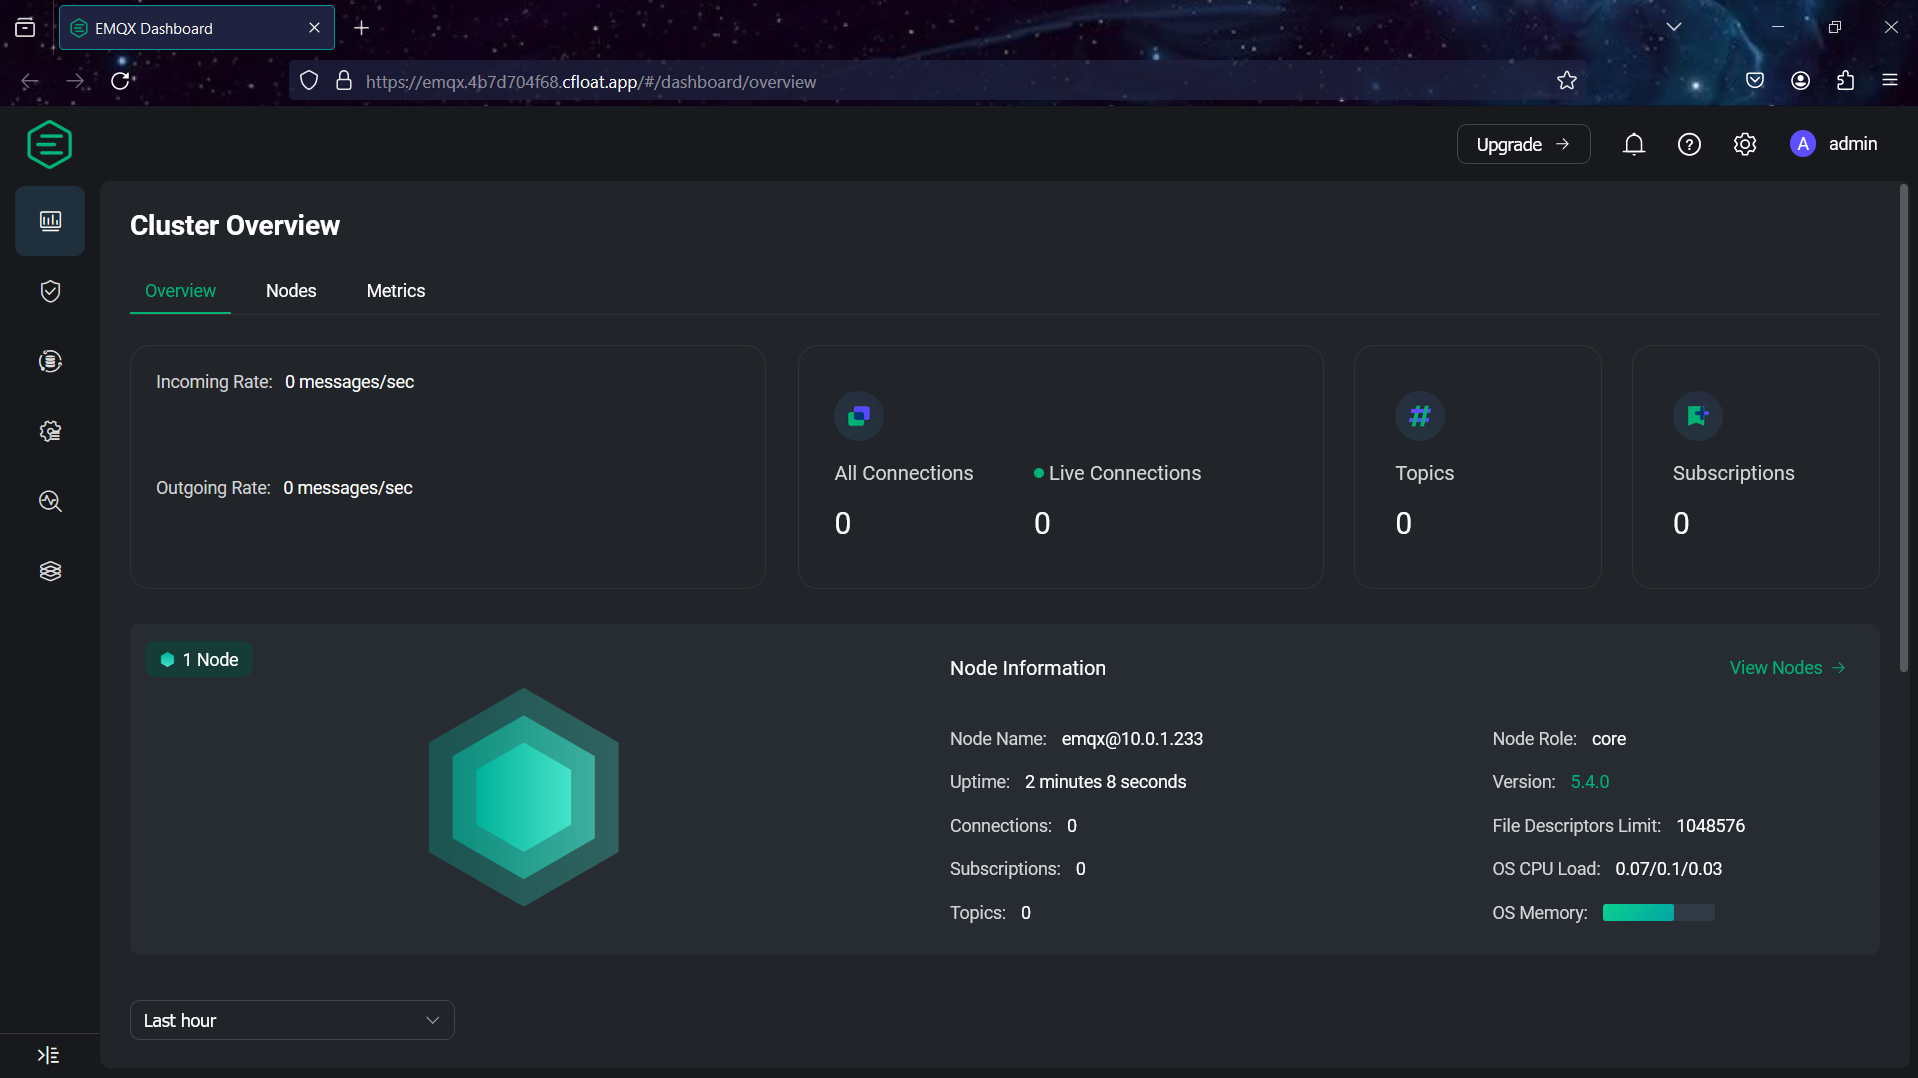 EMQX Dashboard
https://emqx.4b7d704f68.cfloat.app/#/dashboard/overview
Upgrade
A admin
Cluster Overview
Overview Nodes Metrics
Incoming Rate: 0 messages/sec
Outgoing Rate: 0 messages/sec
All Connections
0
Live Connections
0
Topics
0
Subscriptions
0
1 Node
Node Information
View Nodes
Node Name: emqx@10.0.1.233
Node Role: core
Uptime: 2 minutes 8 seconds
Version: 5.4.0
Connections: 0
File Descriptors Limit: 1048576
Subscriptions: 0
OS CPU Load: 0.07/0.1/0.03
Topics: 0
OS Memory:
Last hour